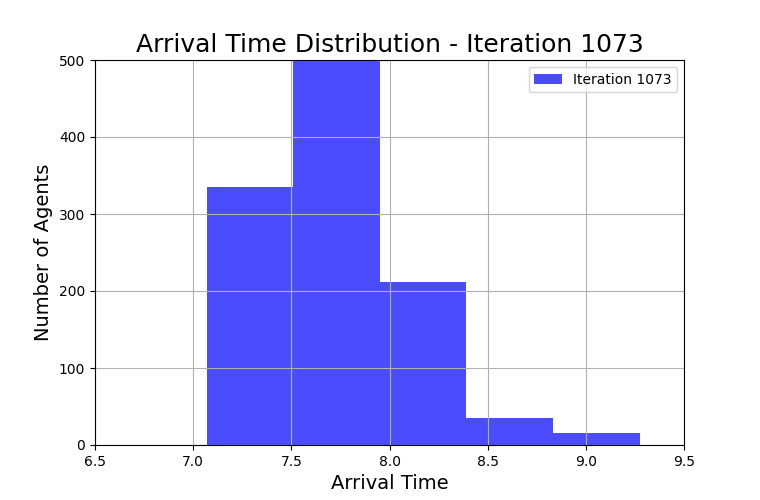 Arrival Time Distribution - Iteration 1073
Iteration 1073
Number of Agents
500
400
300
200
100
0
6.5 7.0 7.5 8.0 8.5 9.0 9.5
Arrival Time